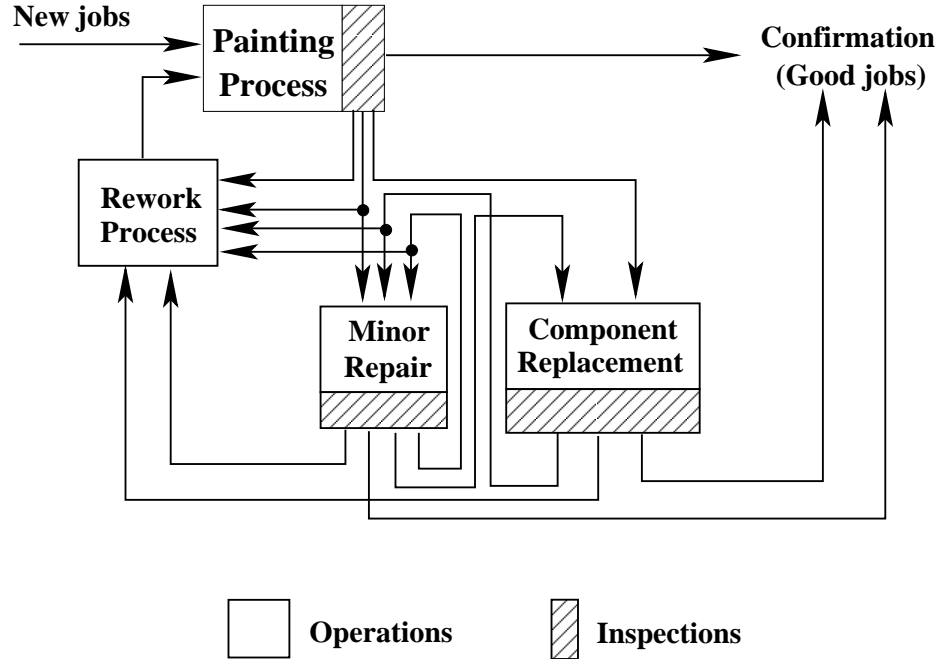 New jobs
Painting
Process
Confirmation
(Good jobs)
Rework
Process
Minor
Repair
Component
Replacement
Operations
Inspections